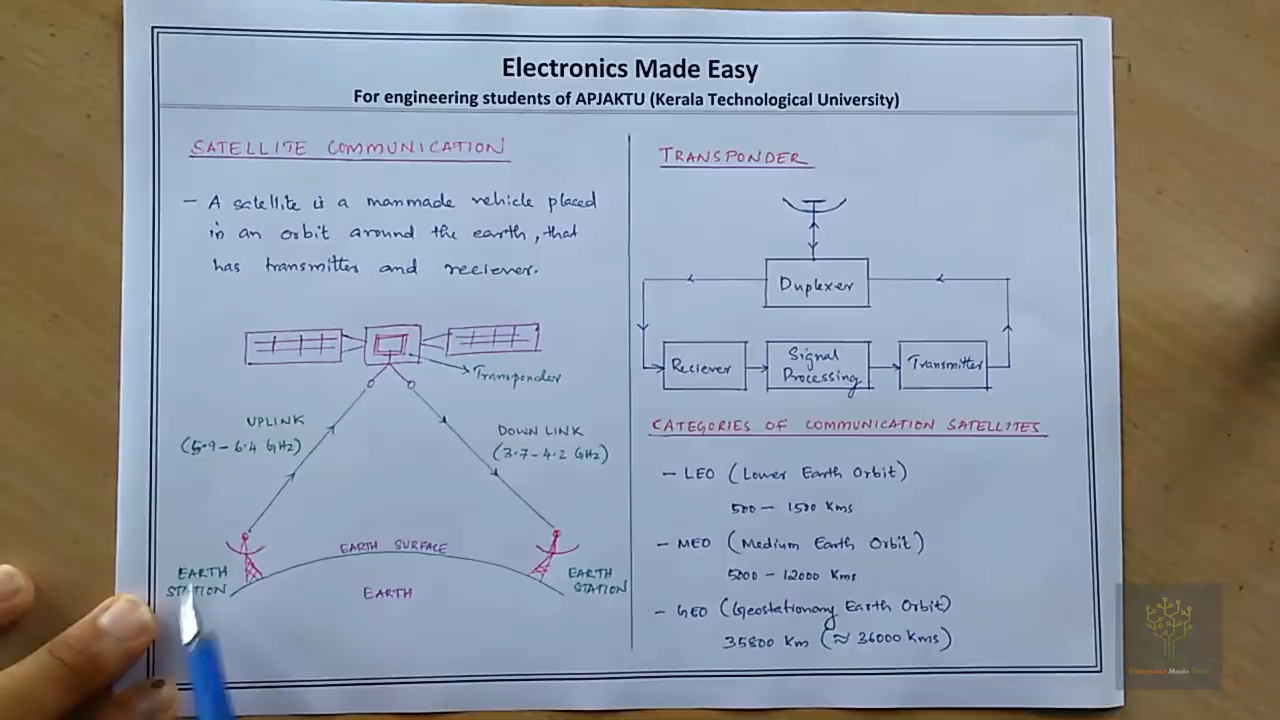 Electronics Made Easy
For engineering students of APJAKTU (Kerala Technological University)
SATELLITE COMMUNICATION
- A satellite is a manmade vehicle placed
in an orbit around the earth, that
has transmitter and reciever.
Transponder
UPLINK
(5.9 - 6.4 GHz)
DOWN LINK
(3.7 - 4.2 GHz)
EARTH SURFACE
EARTH
EARTH
STATION
EARTH
STATION
TRANSPONDER
Duplexer
Reciever
Signal
Processing
Transmitter
CATEGORIES OF COMMUNICATION SATELLITES
- LEO (Lower Earth Orbit)
500 - 1500 Kms
- MEO (Medium Earth Orbit)
5000 - 12000 Kms
- GEO (Geostationary Earth Orbit)
35800 Km (≈ 36000 Kms)
Electronics Made Easy